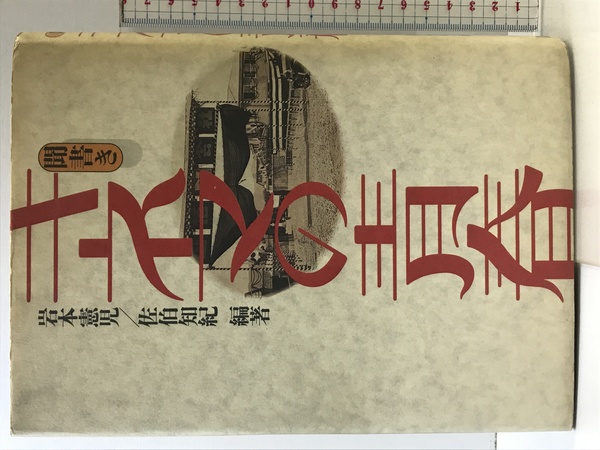 聞書き
キネマの青春
岩本憲児/佐伯知紀 編著